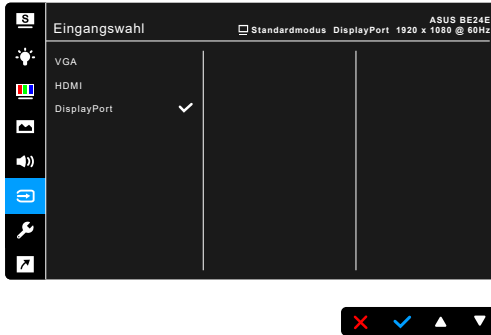 S
Eingangswahl
ASUS BE24E
Standardmodus DisplayPort 1920 x 1080 @ 60Hz
VGA
HDMI
DisplayPort